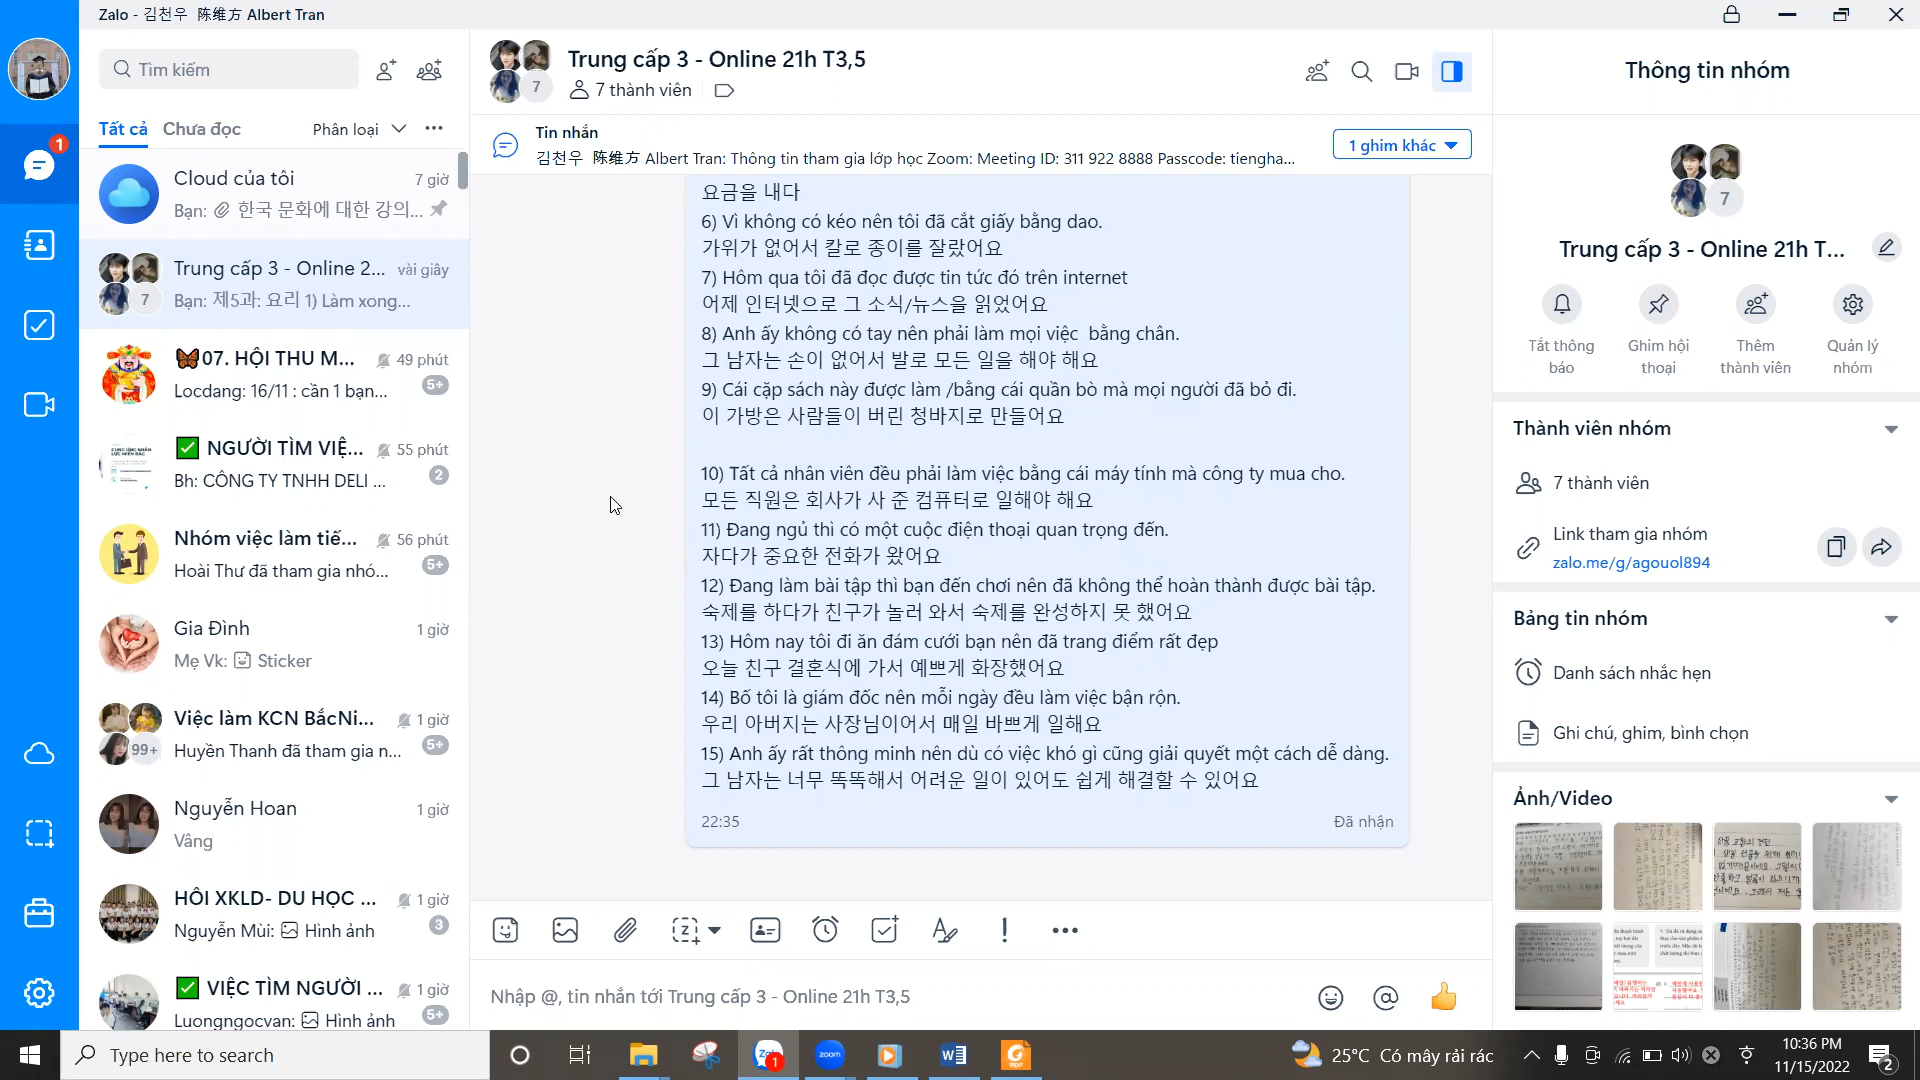 Zalo - 김천우 陈维方 Albert Tran
Tìm kiếm
Tất cả
Chưa đọc
Phân loại
Cloud của tôi
7 giờ
Bạn: 한국 문화에 대한 강의...
7
Trung cấp 3 - Online 2...
vài giây
Bạn: 제5과: 요리 1) Làm xong...
07. HỘI THU M...
49 phút
Locdang: 16/11 : cần 1 bạn...
5+
NGƯỜI TÌM VIỆ...
55 phút
Bh: CÔNG TY TNHH DELI ...
2
Nhóm việc làm tiế...
56 phút
Hoài Thư đã tham gia nhó...
5+
Gia Đình
1 giờ
Mẹ Vk: Sticker
99+
Việc làm KCN BắcNi...
1 giờ
Huyền Thanh đã tham gia n...
5+
Nguyễn Hoan
1 giờ
Vâng
HÔI XKLD- DU HỌC ...
1 giờ
Nguyễn Mùi: Hình ảnh
3
VIỆC TÌM NGƯỜI ...
1 giờ
Luongngocvan: Hình ảnh
5+
1
7
Trung cấp 3 - Online 21h T3,5
7 thành viên
Tin nhắn
김천우 陈维方 Albert Tran: Thông tin tham gia lớp học Zoom: Meeting ID: 311 922 8888 Passcode: tiengha...
1 ghim khác
요금을 내다
6) Vì không có kéo nên tôi đã cắt giấy bằng dao.
가위가 없어서 칼로 종이를 잘랐어요
7) Hôm qua tôi đã đọc được tin tức đó trên internet
어제 인터넷으로 그 소식/뉴스을 읽었어요
8) Anh ấy không có tay nên phải làm mọi việc bằng chân.
그 남자는 손이 없어서 발로 모든 일을 해야 해요
9) Cái cặp sách này được làm /bằng cái quần bò mà mọi người đã bỏ đi.
이 가방은 사람들이 버린 청바지로 만들어요
10) Tất cả nhân viên đều phải làm việc bằng cái máy tính mà công ty mua cho.
모든 직원은 회사가 사 준 컴퓨터로 일해야 해요
11) Đang ngủ thì có một cuộc điện thoại quan trọng đến.
자다가 중요한 전화가 왔어요
12) Đang làm bài tập thì bạn đến chơi nên đã không thể hoàn thành được bài tập.
숙제를 하다가 친구가 놀러 와서 숙제를 완성하지 못 했어요
13) Hôm nay tôi đi ăn đám cưới bạn nên đã trang điểm rất đẹp
오늘 친구 결혼식에 가서 예쁘게 화장했어요
14) Bố tôi là giám đốc nên mỗi ngày đều làm việc bận rộn.
우리 아버지는 사장님이어서 매일 바쁘게 일해요
15) Anh ấy rất thông minh nên dù có việc khó gì cũng giải quyết một cách dễ dàng.
그 남자는 너무 똑똑해서 어려운 일이 있어도 쉽게 해결할 수 있어요
22:35
Đã nhận
Nhập @, tin nhắn tới Trung cấp 3 - Online 21h T3,5
Thông tin nhóm
7
Trung cấp 3 - Online 21h T...
Tắt thông báo
Ghim hội thoại
Thêm thành viên
Quản lý nhóm
Thành viên nhóm
7 thành viên
Link tham gia nhóm
zalo.me/g/agouol894
Bảng tin nhóm
Danh sách nhắc hẹn
Ghi chú, ghim, bình chọn
Ảnh/Video
Type here to search
zoom
1
25°C Có mây rải rác
10:36 PM
11/15/2022
2